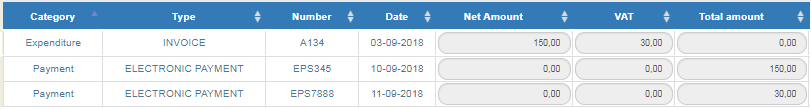 Category Type Number Date Net Amount VAT Total amount
Expenditure INVOICE A134 03-09-2018 150,00 30,00 0,00
Payment ELECTRONIC PAYMENT EPS345 10-09-2018 0,00 0,00 150,00
Payment ELECTRONIC PAYMENT EPS7888 11-09-2018 0,00 0,00 30,00